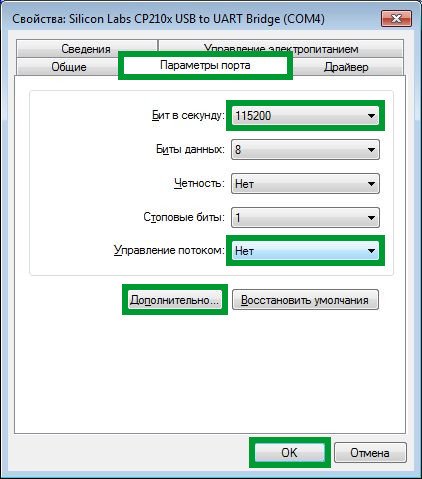 Свойства: Silicon Labs CP210x USB to UART Bridge (COM4)
Сведения Управление электропитанием
Общие Параметры порта Драйвер
Бит в секунду: 115200
Биты данных: 8
Четность: Нет
Стоповые биты: 1
Управление потоком: Нет
Дополнительно... Восстановить умолчания
OK Отмена